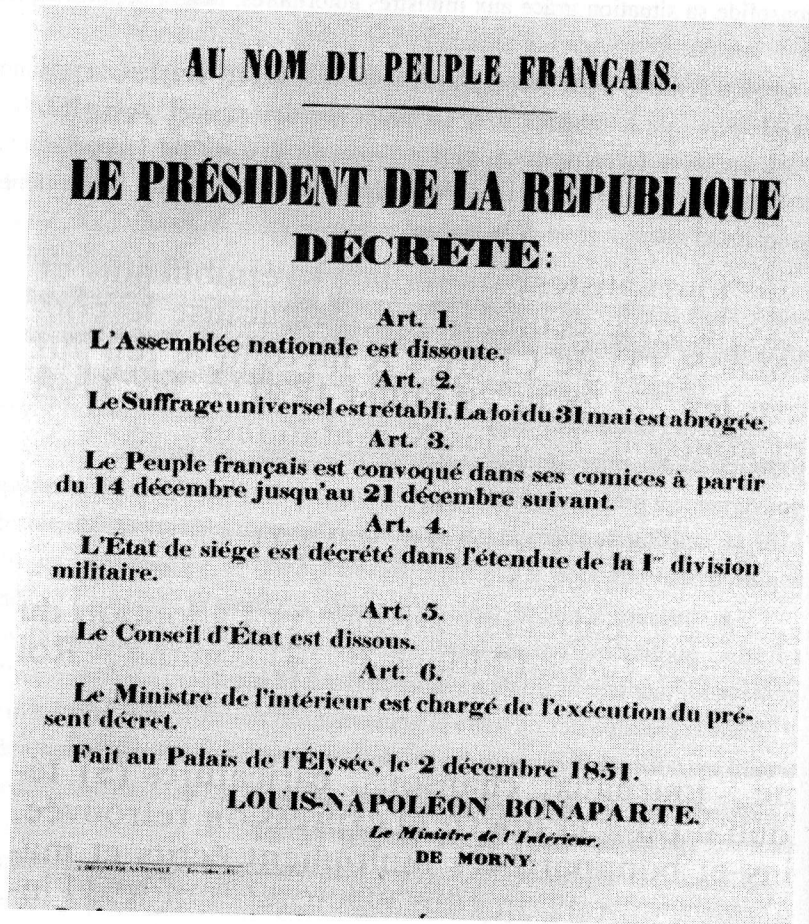 AU NOM DU PEUPLE FRANÇAIS.
LE PRÉSIDENT DE LA RÉPUBLIQUE
DÉCRÈTE:
Art. 1.
L'Assemblée nationale est dissoute.
Art. 2.
Le Suffrage universel est rétabli. La loi du 31 mai est abrogée.
Art. 3.
Le Peuple français est convoqué dans ses comices à partir
du 14 décembre jusqu'au 21 décembre suivant.
Art. 4.
L'État de siége est décrété dans l'étendue de la 1re division
militaire.
Art. 5.
Le Conseil d'État est dissous.
Art. 6.
Le Ministre de l'intérieur est chargé de l'exécution du pré-
sent décret.
Fait au Palais de l'Élysée, le 2 décembre 1851.
LOUIS-NAPOLÉON BONAPARTE.
Le Ministre de l'Intérieur,
DE MORNY.
NATIONALE